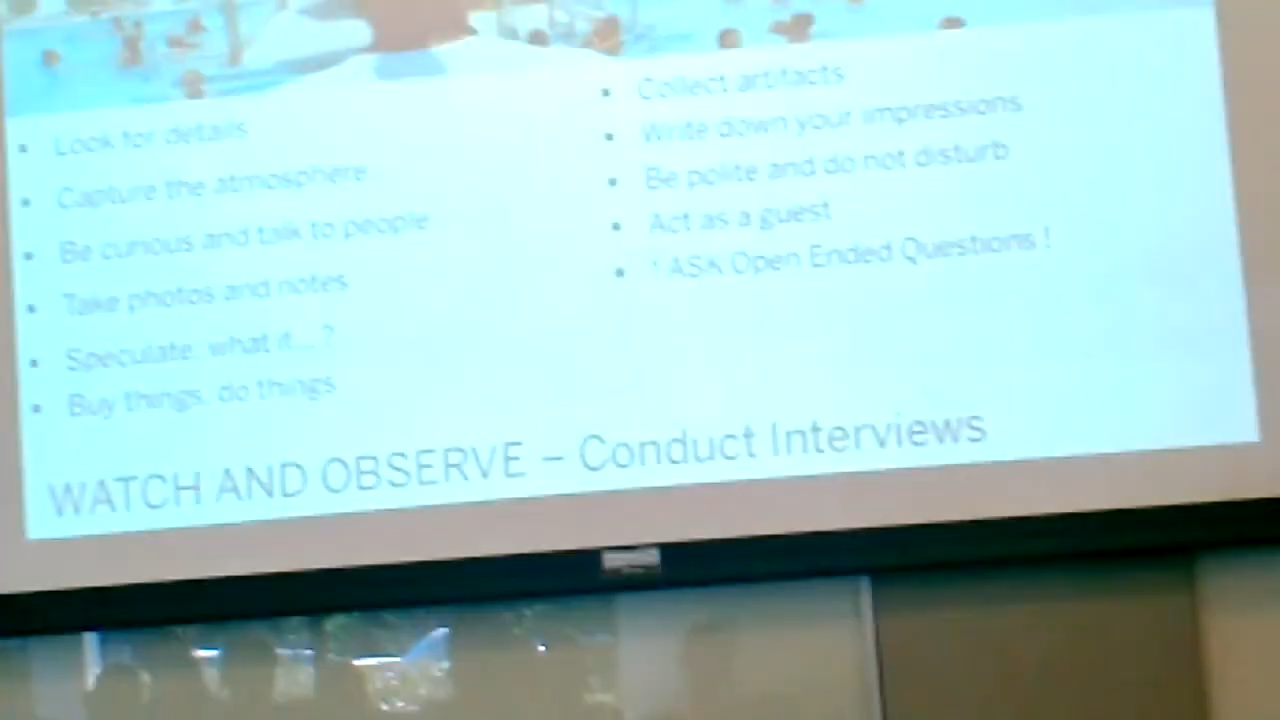 Look for details
Capture the atmosphere
Be curious and talk to people
Take photos and notes
Speculate, what if...?
Buy things, do things
Collect artifacts
Write down your impressions
Be polite and do not disturb
Act as a guest
! ASK Open Ended Questions !
WATCH AND OBSERVE – Conduct Interviews